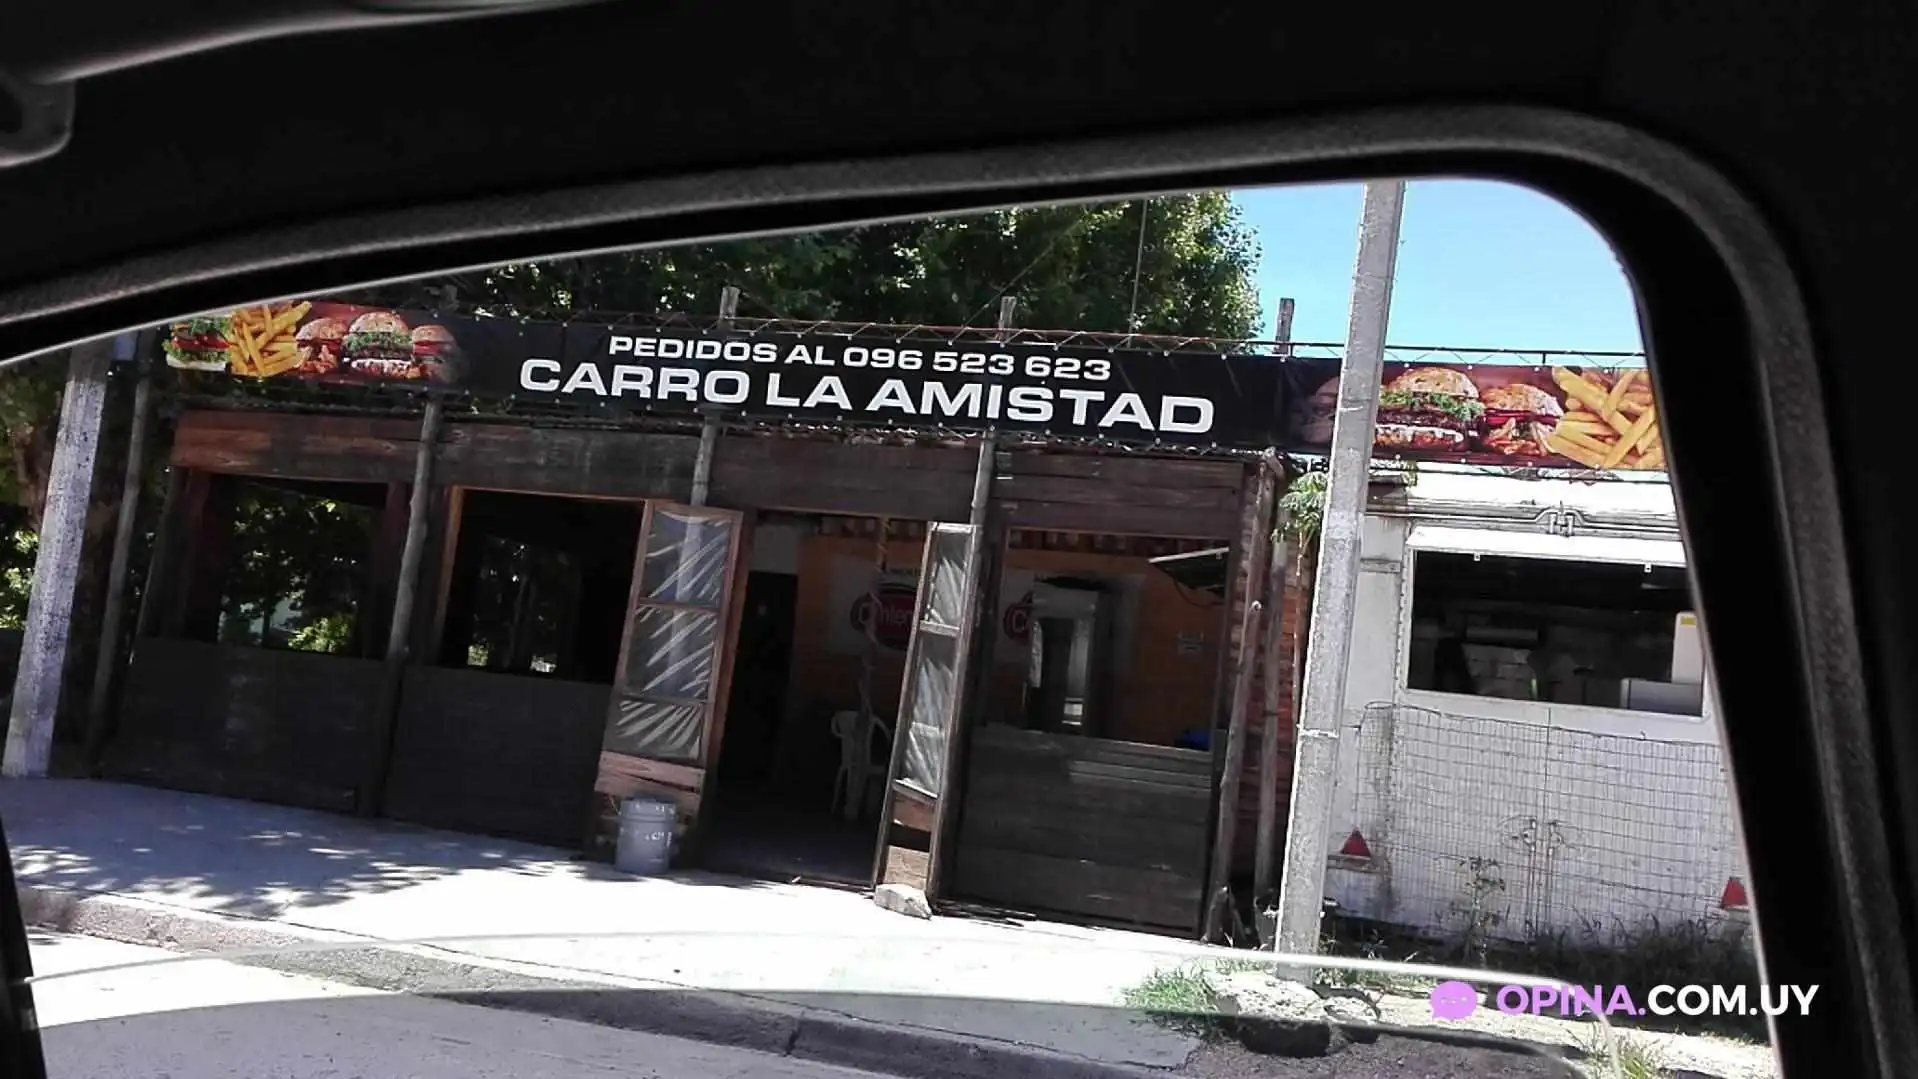 PEDIDOS AL 096 523 623
CARRO LA AMISTAD
OPINA.COM.UY